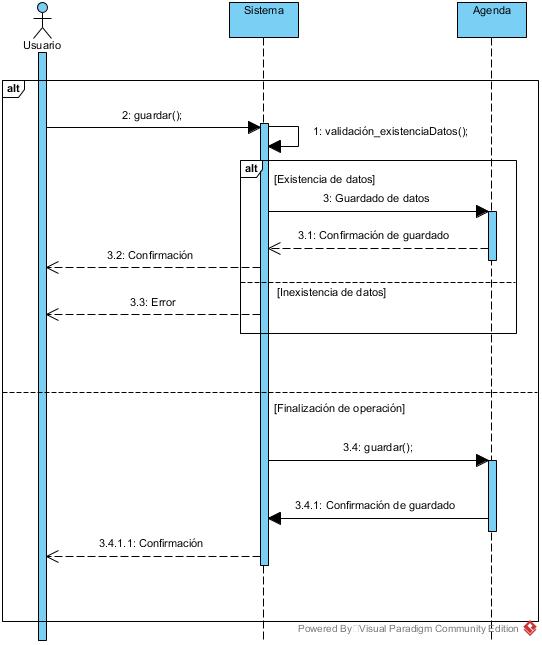 Usuario
Sistema
Agenda
alt
2: guardar();
1: validación_existenciaDatos();
alt
[Existencia de datos]
3: Guardado de datos
3.1: Confirmación de guardado
3.2: Confirmación
[Inexistencia de datos]
3.3: Error
[Finalización de operación]
3.4: guardar();
3.4.1: Confirmación de guardado
3.4.1.1: Confirmación
Powered By Visual Paradigm Community Edition